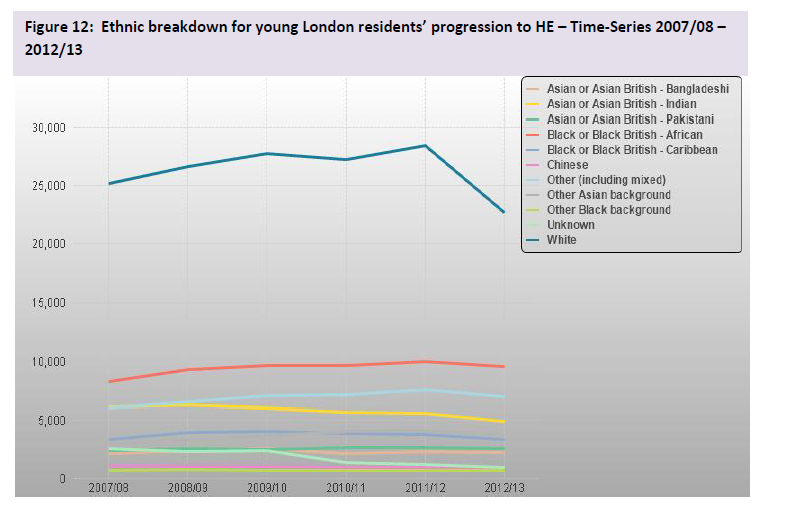 Figure 12: Ethnic breakdown for young London residents’ progression to HE – Time-Series 2007/08 –
2012/13
Asian or Asian British - Bangladeshi
Asian or Asian British - Indian
Asian or Asian British - Pakistani
Black or Black British - African
Black or Black British - Caribbean
Chinese
Other (including mixed)
Other Asian background
Other Black background
Unknown
White
30,000
25,000
20,000
15,000
10,000
5,000
0
2007/08 2008/09 2009/10 2010/11 2011/12 2012/13